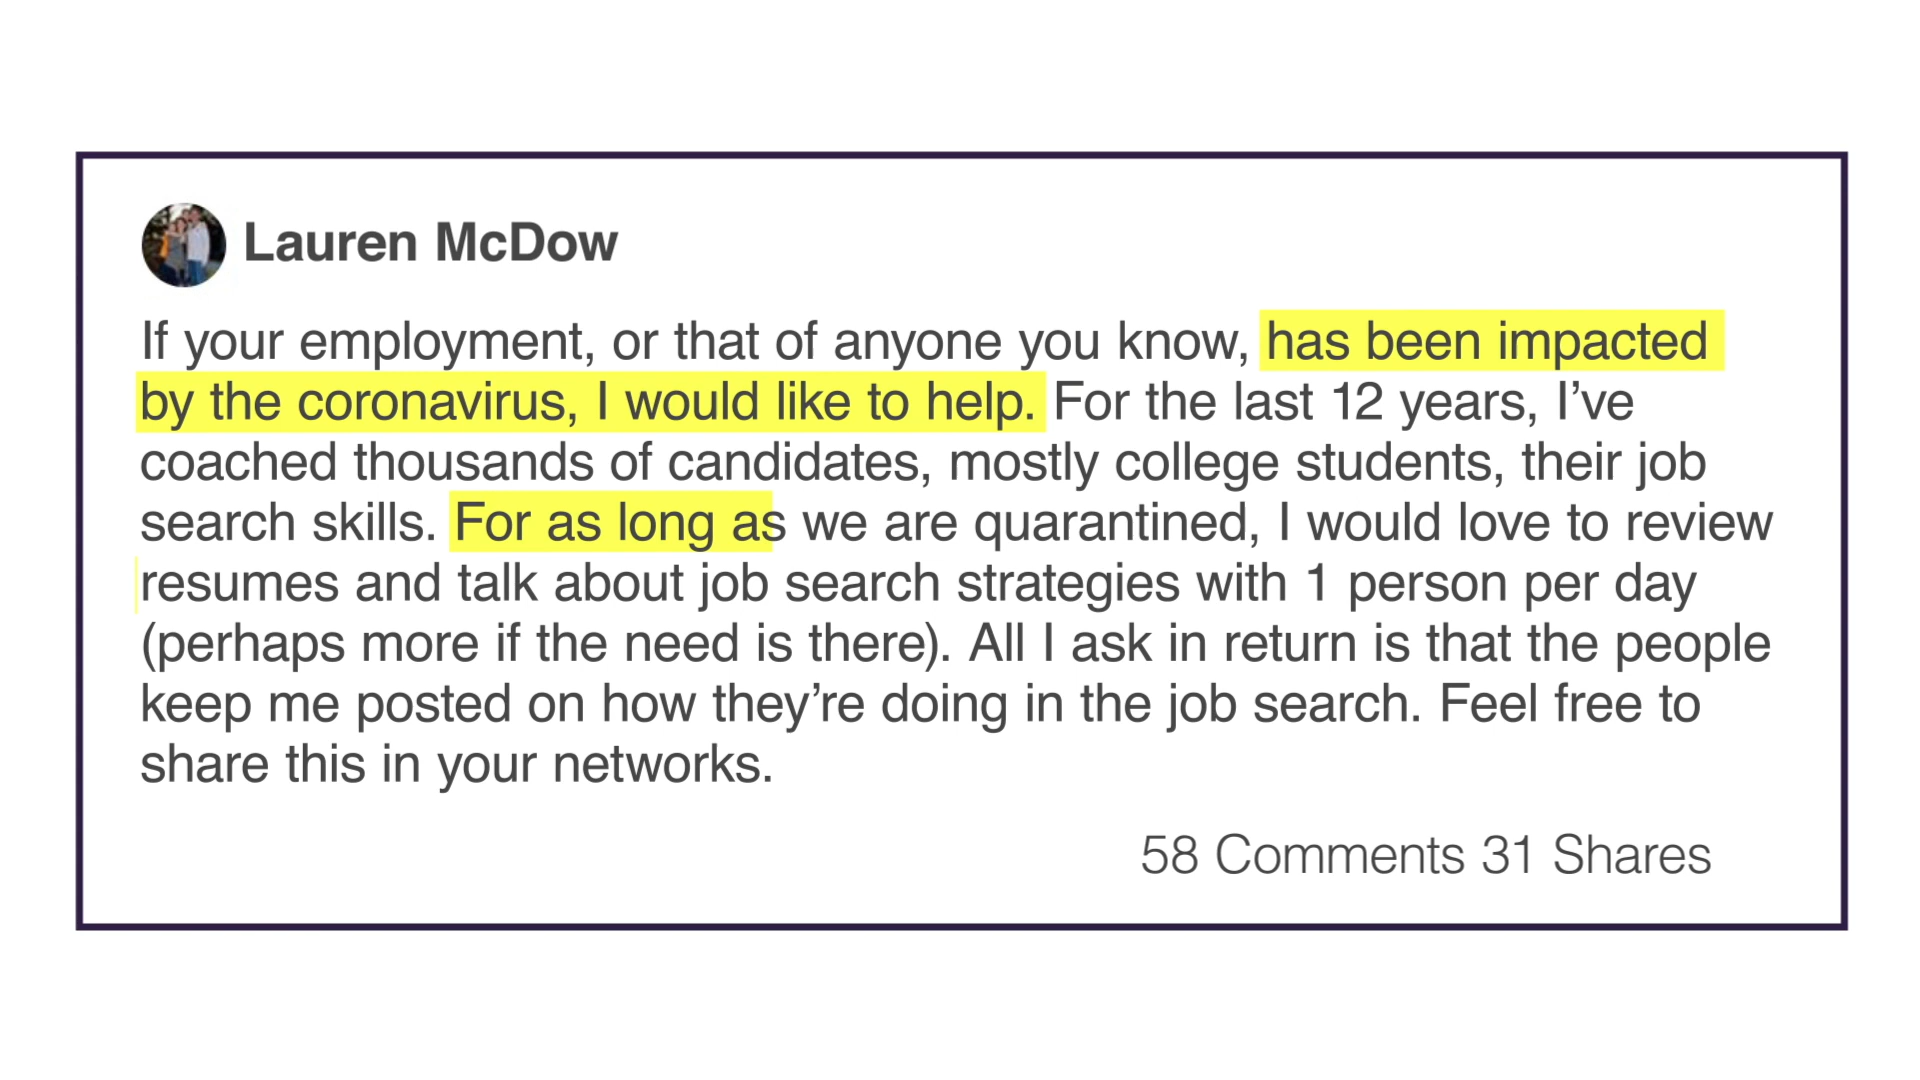 Lauren McDow
If your employment, or that of anyone you know, has been impacted
by the coronavirus, I would like to help. For the last 12 years, I’ve
coached thousands of candidates, mostly college students, their job
search skills. For as long as we are quarantined, I would love to review
resumes and talk about job search strategies with 1 person per day
(perhaps more if the need is there). All I ask in return is that the people
keep me posted on how they’re doing in the job search. Feel free to
share this in your networks.
58 Comments 31 Shares